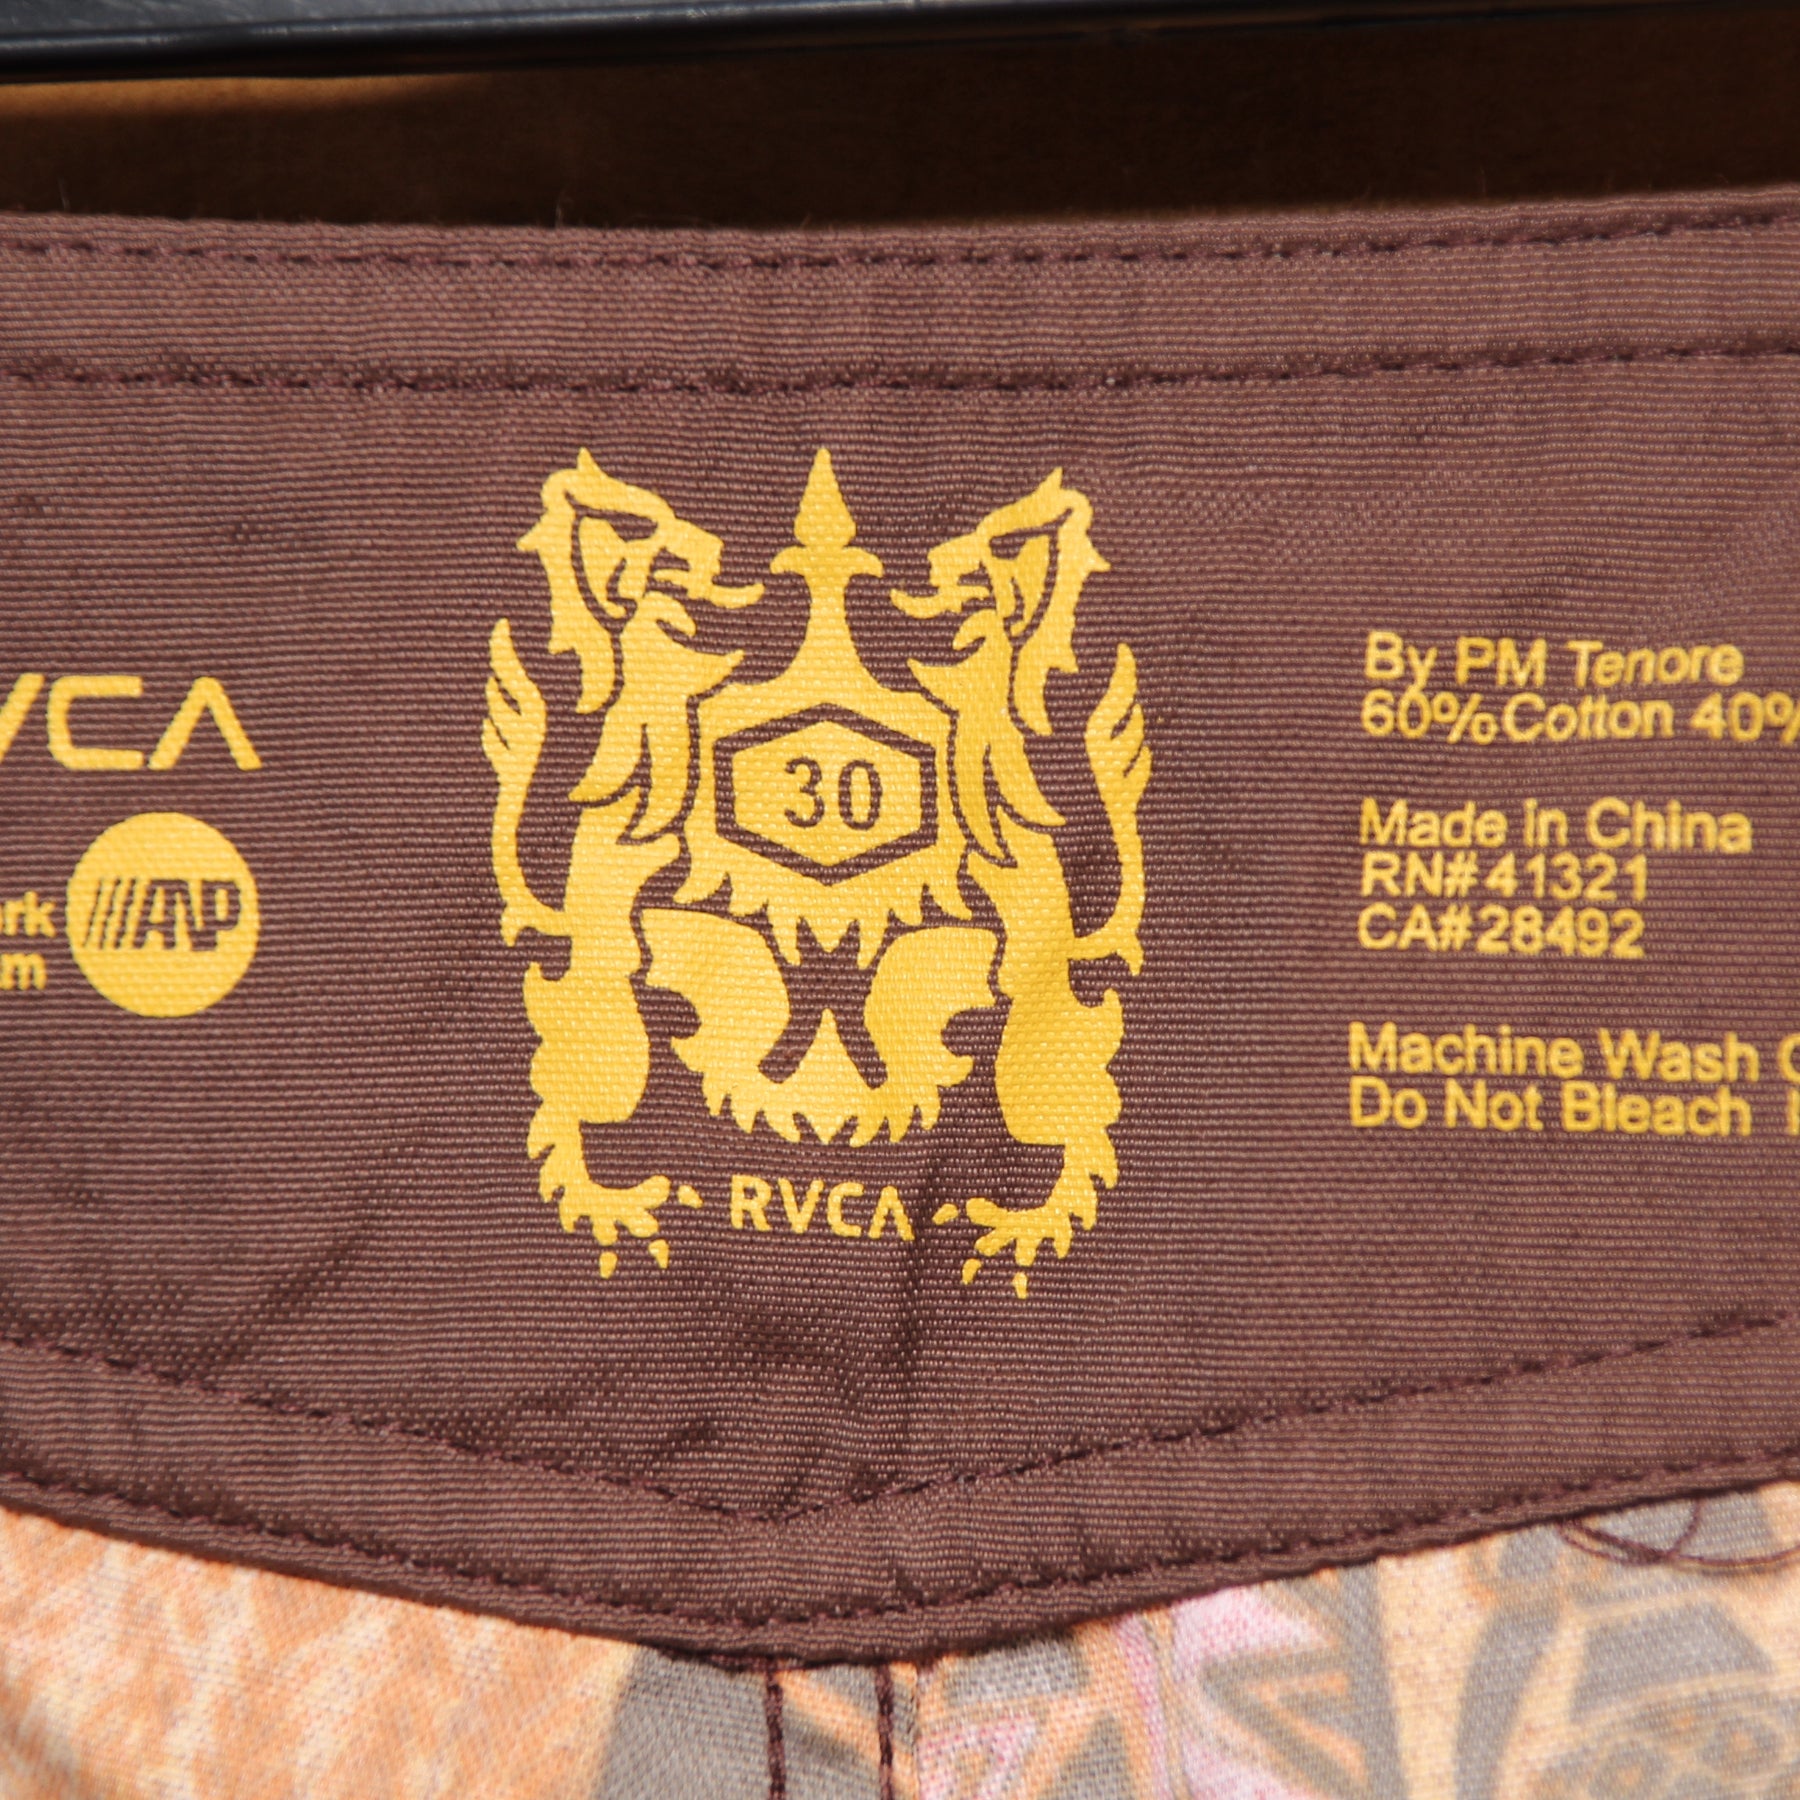 VCA
ANP
30
RVCA
By PM Tenore
60% Cotton 40%
Made in China
RN# 41321
CA# 28492
Machine Wash
Do Not Bleach